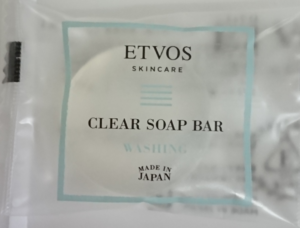 ETVOS
SKINCARE
CLEAR SOAP BAR
WASHING
MADE IN
JAPAN